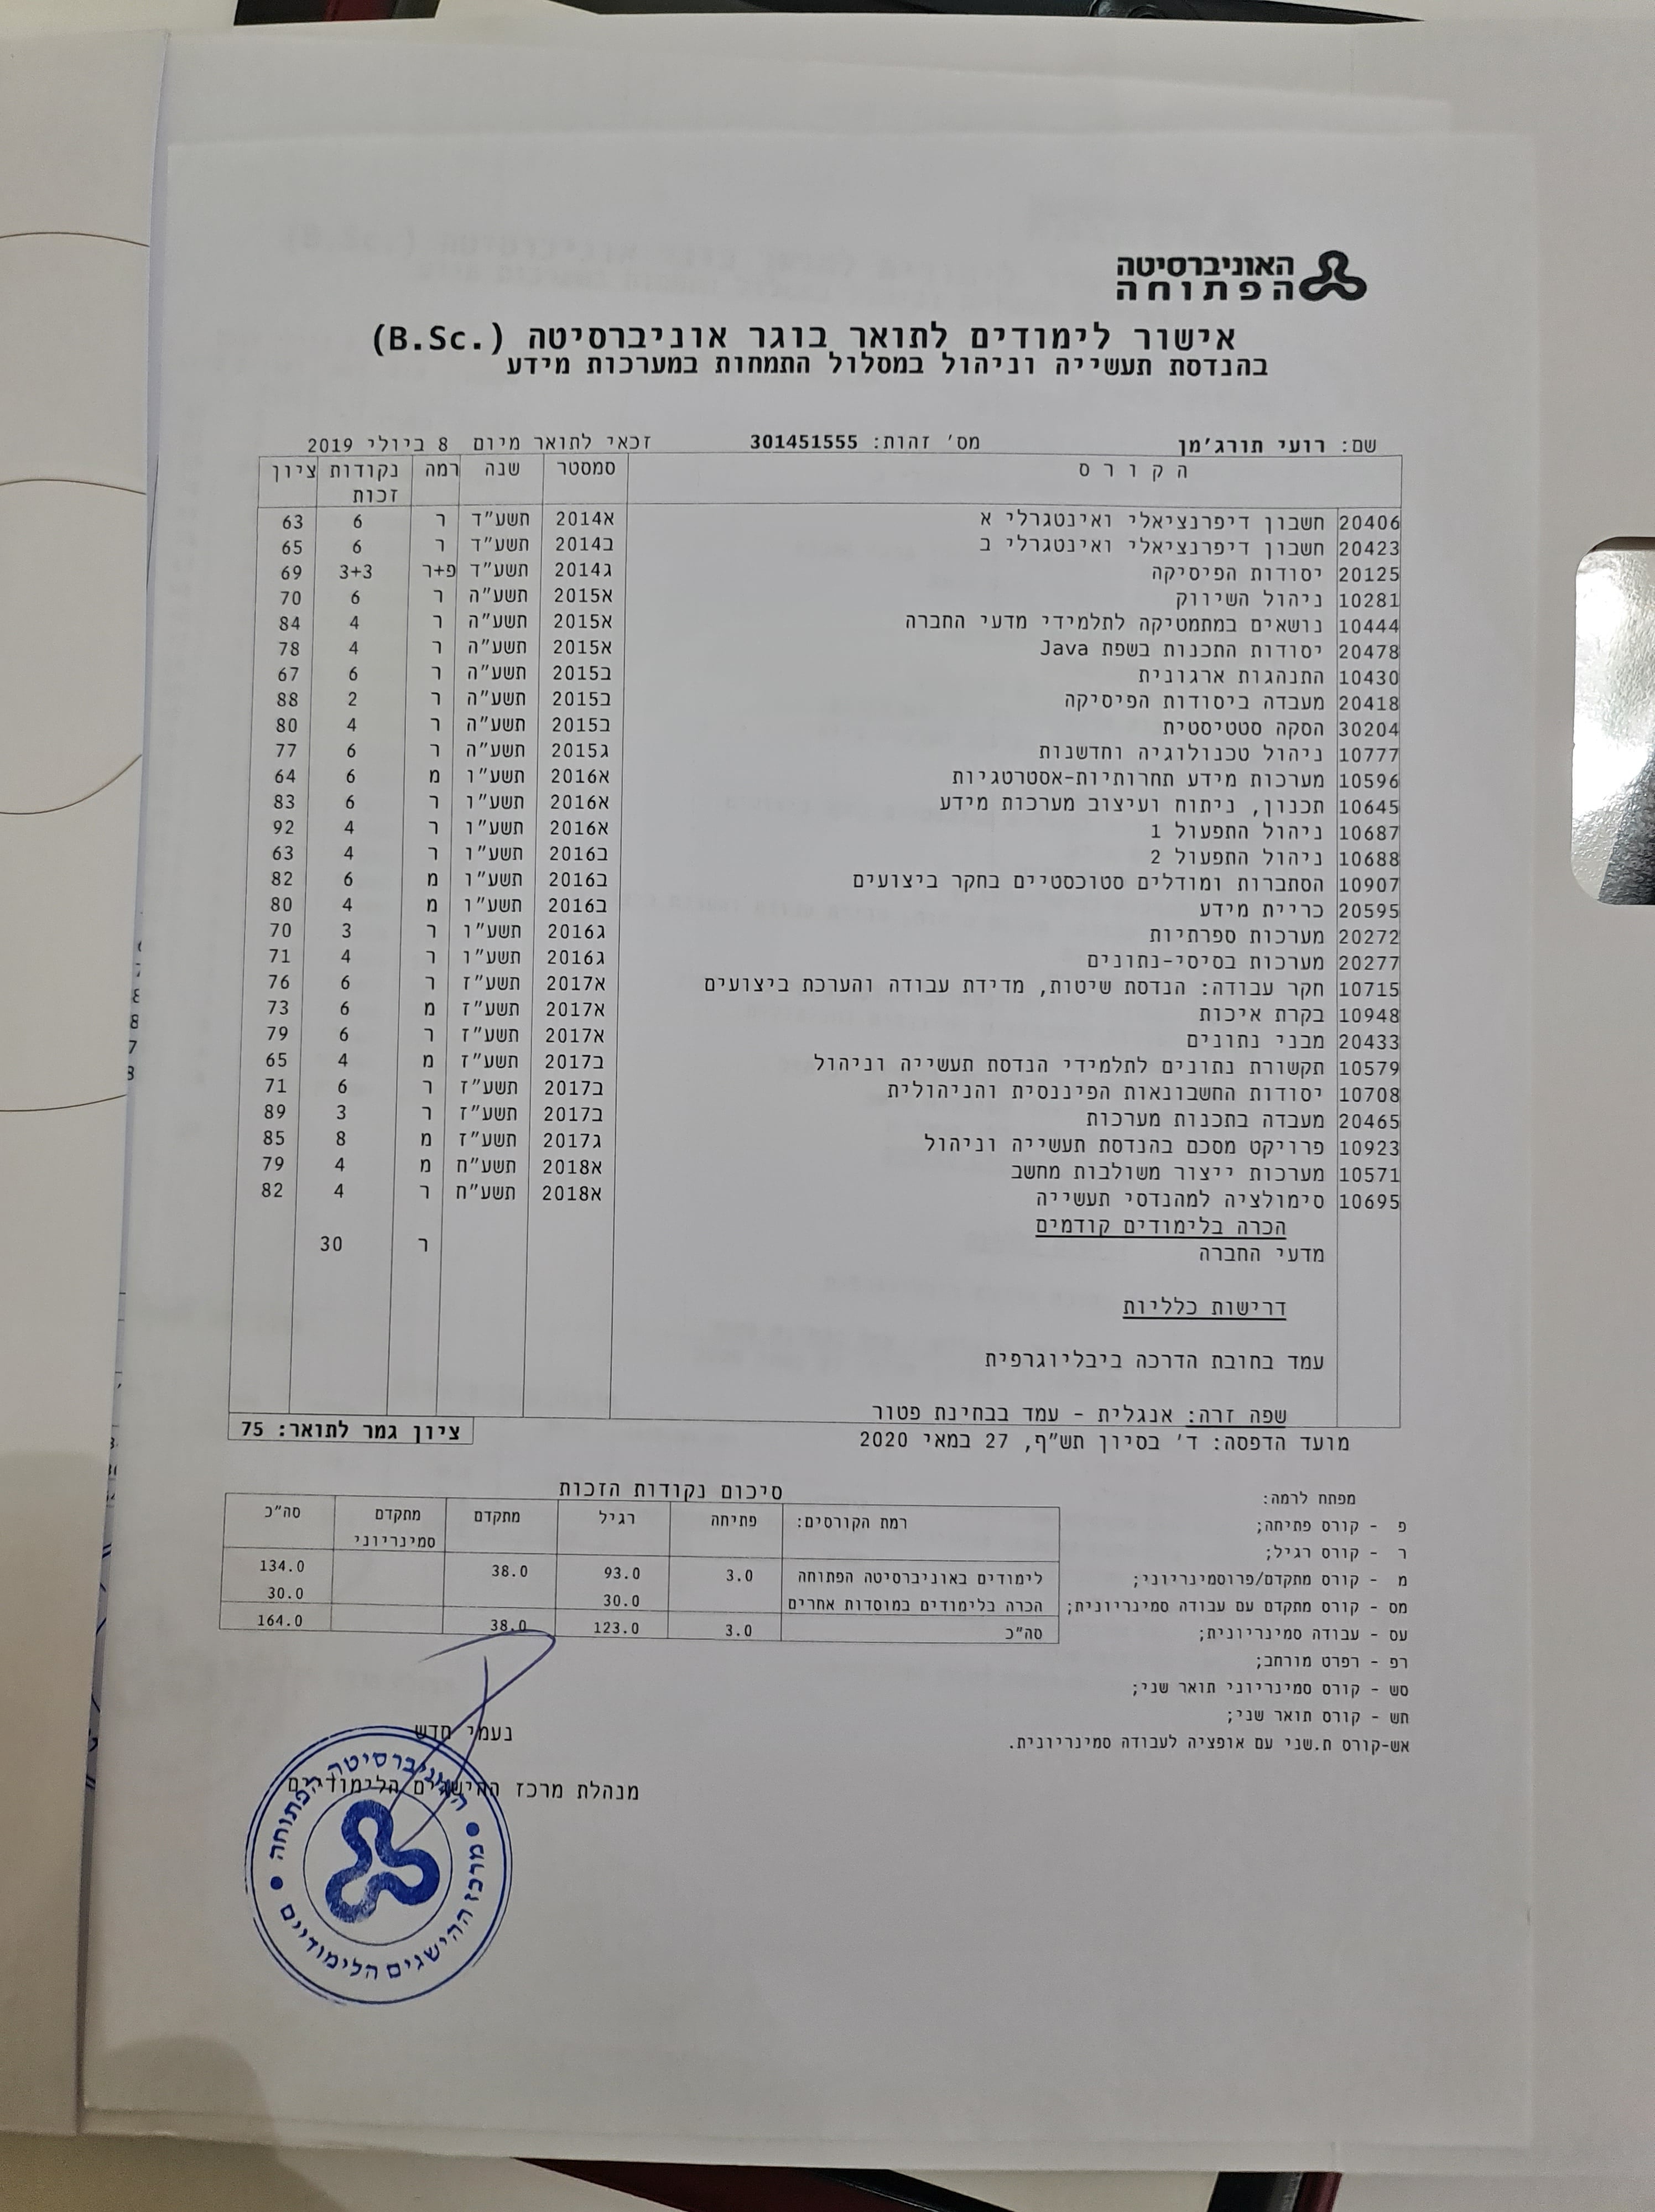 האוניברסיטה
הפתוחה
אישור לימודים לתואר בוגר אוניברסיטה (B.Sc.)
בהנדסת תעשייה וניהול במסלול התמחות במערכות מידע
שם: רועי תורג'מן מס' זהות: 301451555 זכאי לתואר מיום 8 ביולי 2019
הקורס סמסטר שנה רמה נקודות זכות ציון
20406 חשבון דיפרנציאלי ואינטגרלי א 2014א תשע"ד ר 6 63
20423 חשבון דיפרנציאלי ואינטגרלי ב 2014ב תשע"ד ר 6 65
20125 יסודות הפיסיקה 2014ג תשע"ד פ+ר 3+3 69
10281 ניהול השיווק 2015א תשע"ה ר 6 70
10444 נושאים במתמטיקה לתלמידי מדעי החברה 2015א תשע"ה ר 4 84
20478 יסודות התכנות בשפת Java 2015א תשע"ה ר 4 78
10430 התנהגות ארגונית 2015ב תשע"ה ר 6 67
20418 מעבדה ביסודות הפיסיקה 2015ב תשע"ה ר 2 88
30204 הסקה סטטיסטית 2015ב תשע"ה ר 4 80
10777 ניהול טכנולוגיה וחדשנות 2015ג תשע"ה ר 6 77
10596 מערכות מידע תחרותיות-אסטרטגיות 2016א תשע"ו מ 6 64
10645 תכנון, ניתוח ועיצוב מערכות מידע 2016א תשע"ו ר 6 83
10687 ניהול התפעול 1 2016א תשע"ו ר 4 92
10688 ניהול התפעול 2 2016ב תשע"ו ר 4 63
10907 הסתברות ומודלים סטוכסטיים בחקר ביצועים 2016ב תשע"ו מ 6 82
20595 כריית מידע 2016ב תשע"ו מ 4 80
20272 מערכות ספרתיות 2016ג תשע"ו ר 3 70
20277 מערכות בסיסי-נתונים 2016ג תשע"ו ר 4 71
10715 חקר עבודה: הנדסת שיטות, מדידת עבודה והערכת ביצועים 2017א תשע"ז ר 6 76
10948 בקרת איכות 2017א תשע"ז מ 6 73
20433 מבני נתונים 2017א תשע"ז ר 6 79
10579 תקשורת נתונים לתלמידי הנדסת תעשייה וניהול 2017ב תשע"ז מ 4 65
10708 יסודות החשבונאות הפיננסית והניהולית 2017ב תשע"ז ר 6 71
20465 מעבדה בתכנות מערכות 2017ב תשע"ז ר 3 89
10923 פרויקט מסכם בהנדסת תעשייה וניהול 2017ג תשע"ז מ 8 85
10571 מערכות ייצור משולבות מחשב 2018א תשע"ח מ 4 79
10695 סימולציה למהנדסי תעשייה 2018א תשע"ח ר 4 82
הכרה בלימודים קודמים
מדעי החברה ר 30
דרישות כלליות
עמד בחובת הדרכה ביבליוגרפית
שפה זרה: אנגלית - עמד בבחינת פטור
ציון גמר לתואר: 75
מועד הדפסה: ד' בסיון תש"ף, 27 במאי 2020
סיכום נקודות הזכות
רמת הקורסים: פתיחה רגיל מתקדם מתקדם סמינריוני סה"כ
לימודים באוניברסיטה הפתוחה 3.0 93.0 38.0 134.0
הכרה בלימודים במוסדות אחרים 30.0 30.0
סה"כ 3.0 123.0 38.0 164.0
מפתח לרמה:
פ - קורס פתיחה;
ר - קורס רגיל;
מ - קורס מתקדם/פרוסמינריוני;
מס - קורס מתקדם עם עבודה סמינריונית;
עס - עבודה סמינריונית;
רפ - רפרט מורחב;
סש - קורס סמינריוני תואר שני;
תש - קורס תואר שני;
אש-קורס ת.שני עם אופציה לעבודה סמינריונית.
נעמי חדש
מנהלת מרכז ההישגים הלימודיים
האוניברסיטה הפתוחה
מרכז ההישגים הלימודיים